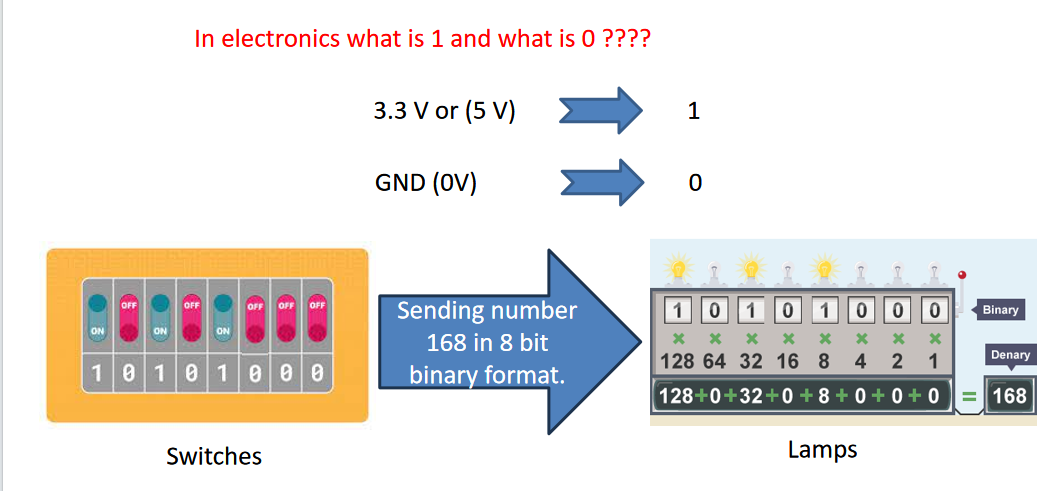 In electronics what is 1 and what is 0 ????
3.3 V or (5 V) 1
GND (0V) 0
ON OFF ON OFF ON OFF OFF OFF
1 0 1 0 1 0 0 0
Sending number
168 in 8 bit
binary format.
1 0 1 0 1 0 0 0 Binary
× × × × × × × ×
128 64 32 16 8 4 2 1 Denary
128+0+32+0+8+0+0+0 = 168
Switches
Lamps